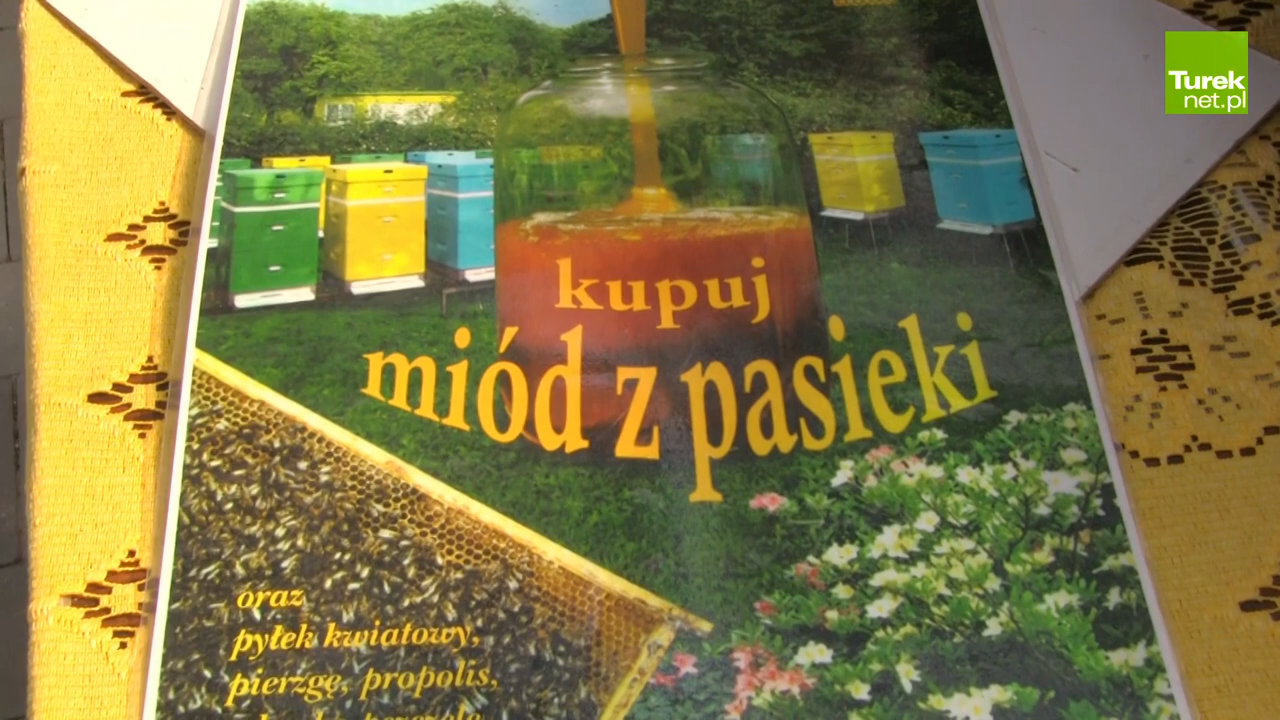 Turek
net.pl
kupuj
miód z pasieki
oraz
pyłek kwiatowy,
pierzgę, propolis,